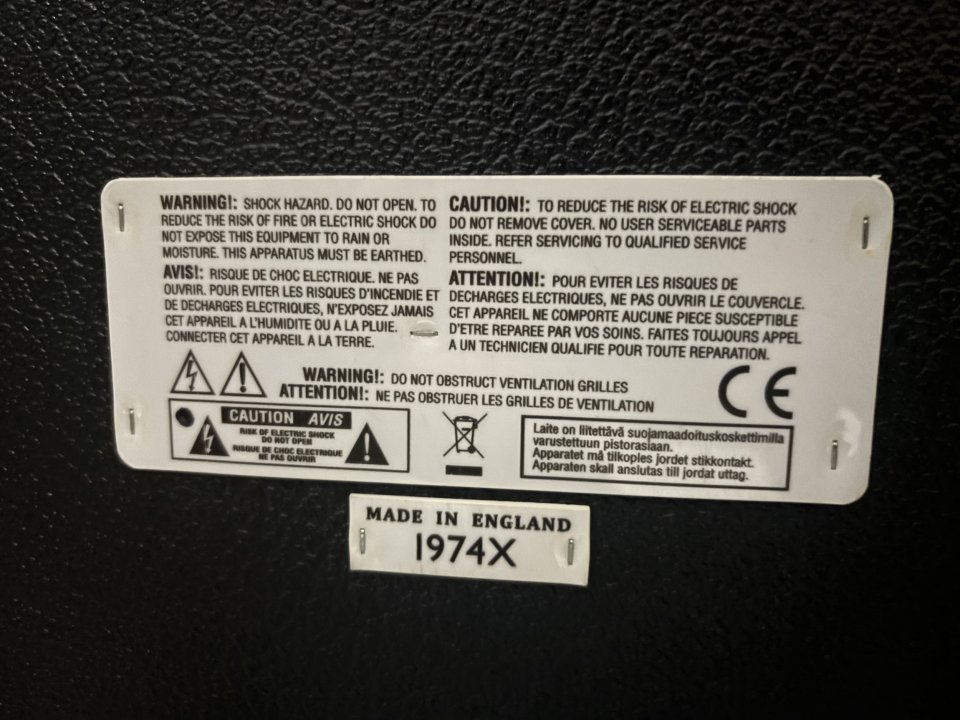 WARNING!: SHOCK HAZARD. DO NOT OPEN. TO
REDUCE THE RISK OF FIRE OR ELECTRIC SHOCK DO
NOT EXPOSE THIS EQUIPMENT TO RAIN OR
MOISTURE. THIS APPARATUS MUST BE EARTHED.
AVIS!: RISQUE DE CHOC ELECTRIQUE. NE PAS
OUVRIR. POUR EVITER LES RISQUES D'INCENDIE ET
DE DECHARGES ELECTRIQUES, N'EXPOSEZ JAMAIS
CET APPAREIL A L'HUMIDITE OU A LA PLUIE.
CONNECTER CET APPAREIL A LA TERRE.
CAUTION!: TO REDUCE THE RISK OF ELECTRIC SHOCK
DO NOT REMOVE COVER. NO USER SERVICEABLE PARTS
INSIDE. REFER SERVICING TO QUALIFIED SERVICE
PERSONNEL.
ATTENTION!: POUR EVITER LES RISQUES DE
DECHARGES ELECTRIQUES, NE PAS OUVRIR LE COUVERCLE.
CET APPAREIL NE COMPORTE AUCUNE PIECE SUSCEPTIBLE
D'ETRE REPAREE PAR VOS SOINS. FAITES TOUJOURS APPEL
A UN TECHNICIEN QUALIFIE POUR TOUTE REPARATION.
WARNING!: DO NOT OBSTRUCT VENTILATION GRILLES
ATTENTION!: NE PAS OBSTRUER LES GRILLES DE VENTILATION
CE
CAUTION AVIS
RISK OF ELECTRIC SHOCK
DO NOT OPEN
RISQUE DE CHOC ELECTRIQUE
NE PAS OUVRIR
Laite on liitettävä suojamaadoituskoskettimilla
varustettuun pistorasiaan.
Apparatet må tilkoples jordet stikkontakt.
Apparaten skall anslutas till jordat uttag.
MADE IN ENGLAND
1974X